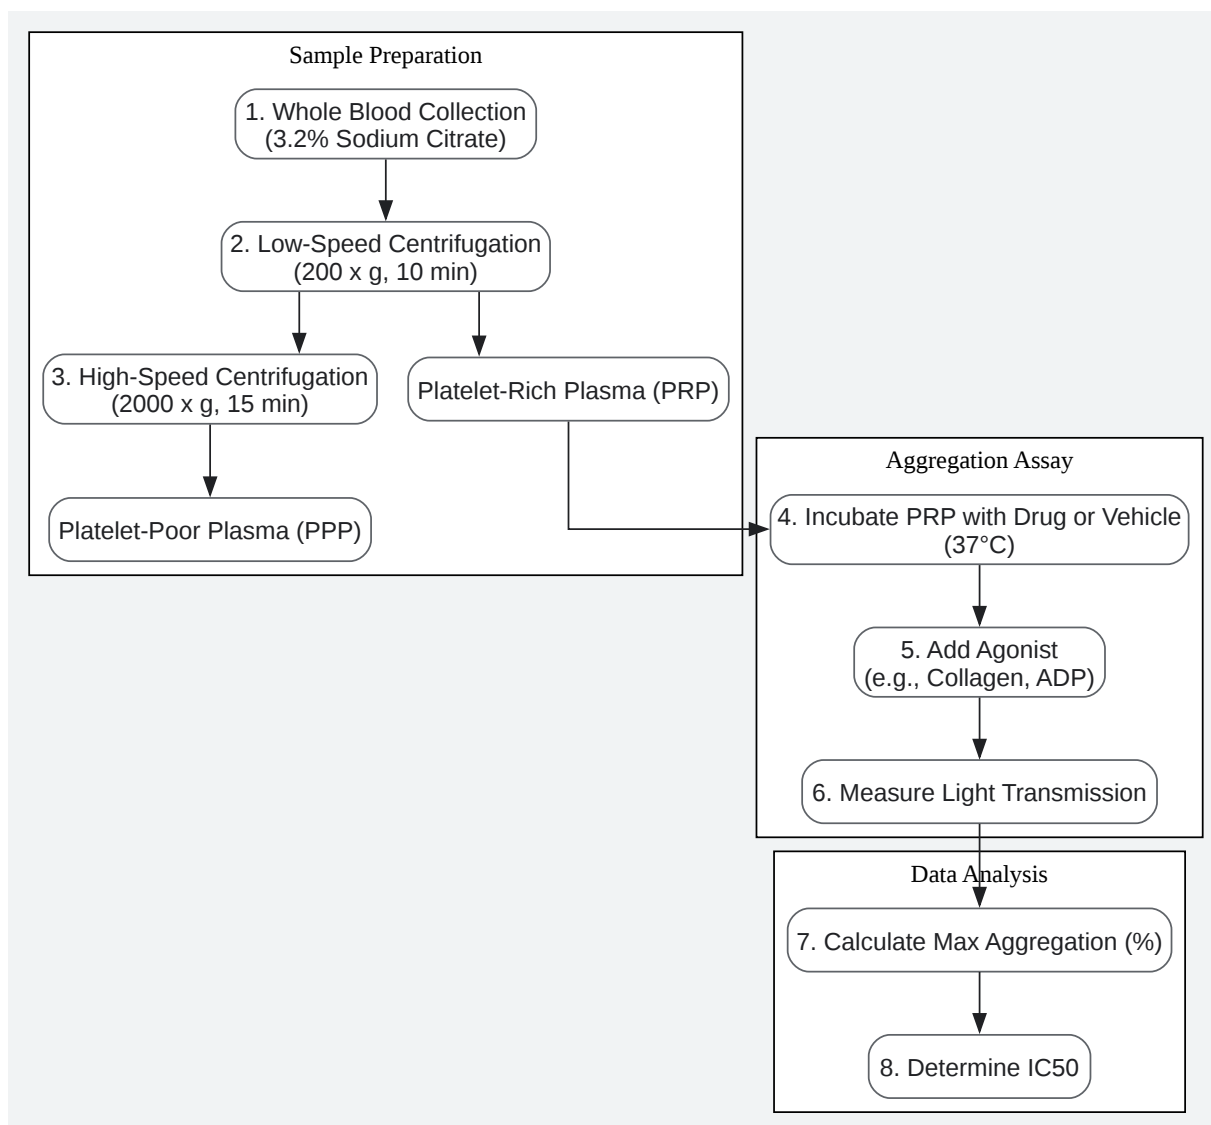 Sample Preparation
1. Whole Blood Collection
(3.2% Sodium Citrate)
2. Low-Speed Centrifugation
(200 x g, 10 min)
3. High-Speed Centrifugation
(2000 x g, 15 min)
Platelet-Rich Plasma (PRP)
Platelet-Poor Plasma (PPP)
Aggregation Assay
4. Incubate PRP with Drug or Vehicle
(37°C)
5. Add Agonist
(e.g., Collagen, ADP)
6. Measure Light Transmission
Data Analysis
7. Calculate Max Aggregation (%)
8. Determine IC50